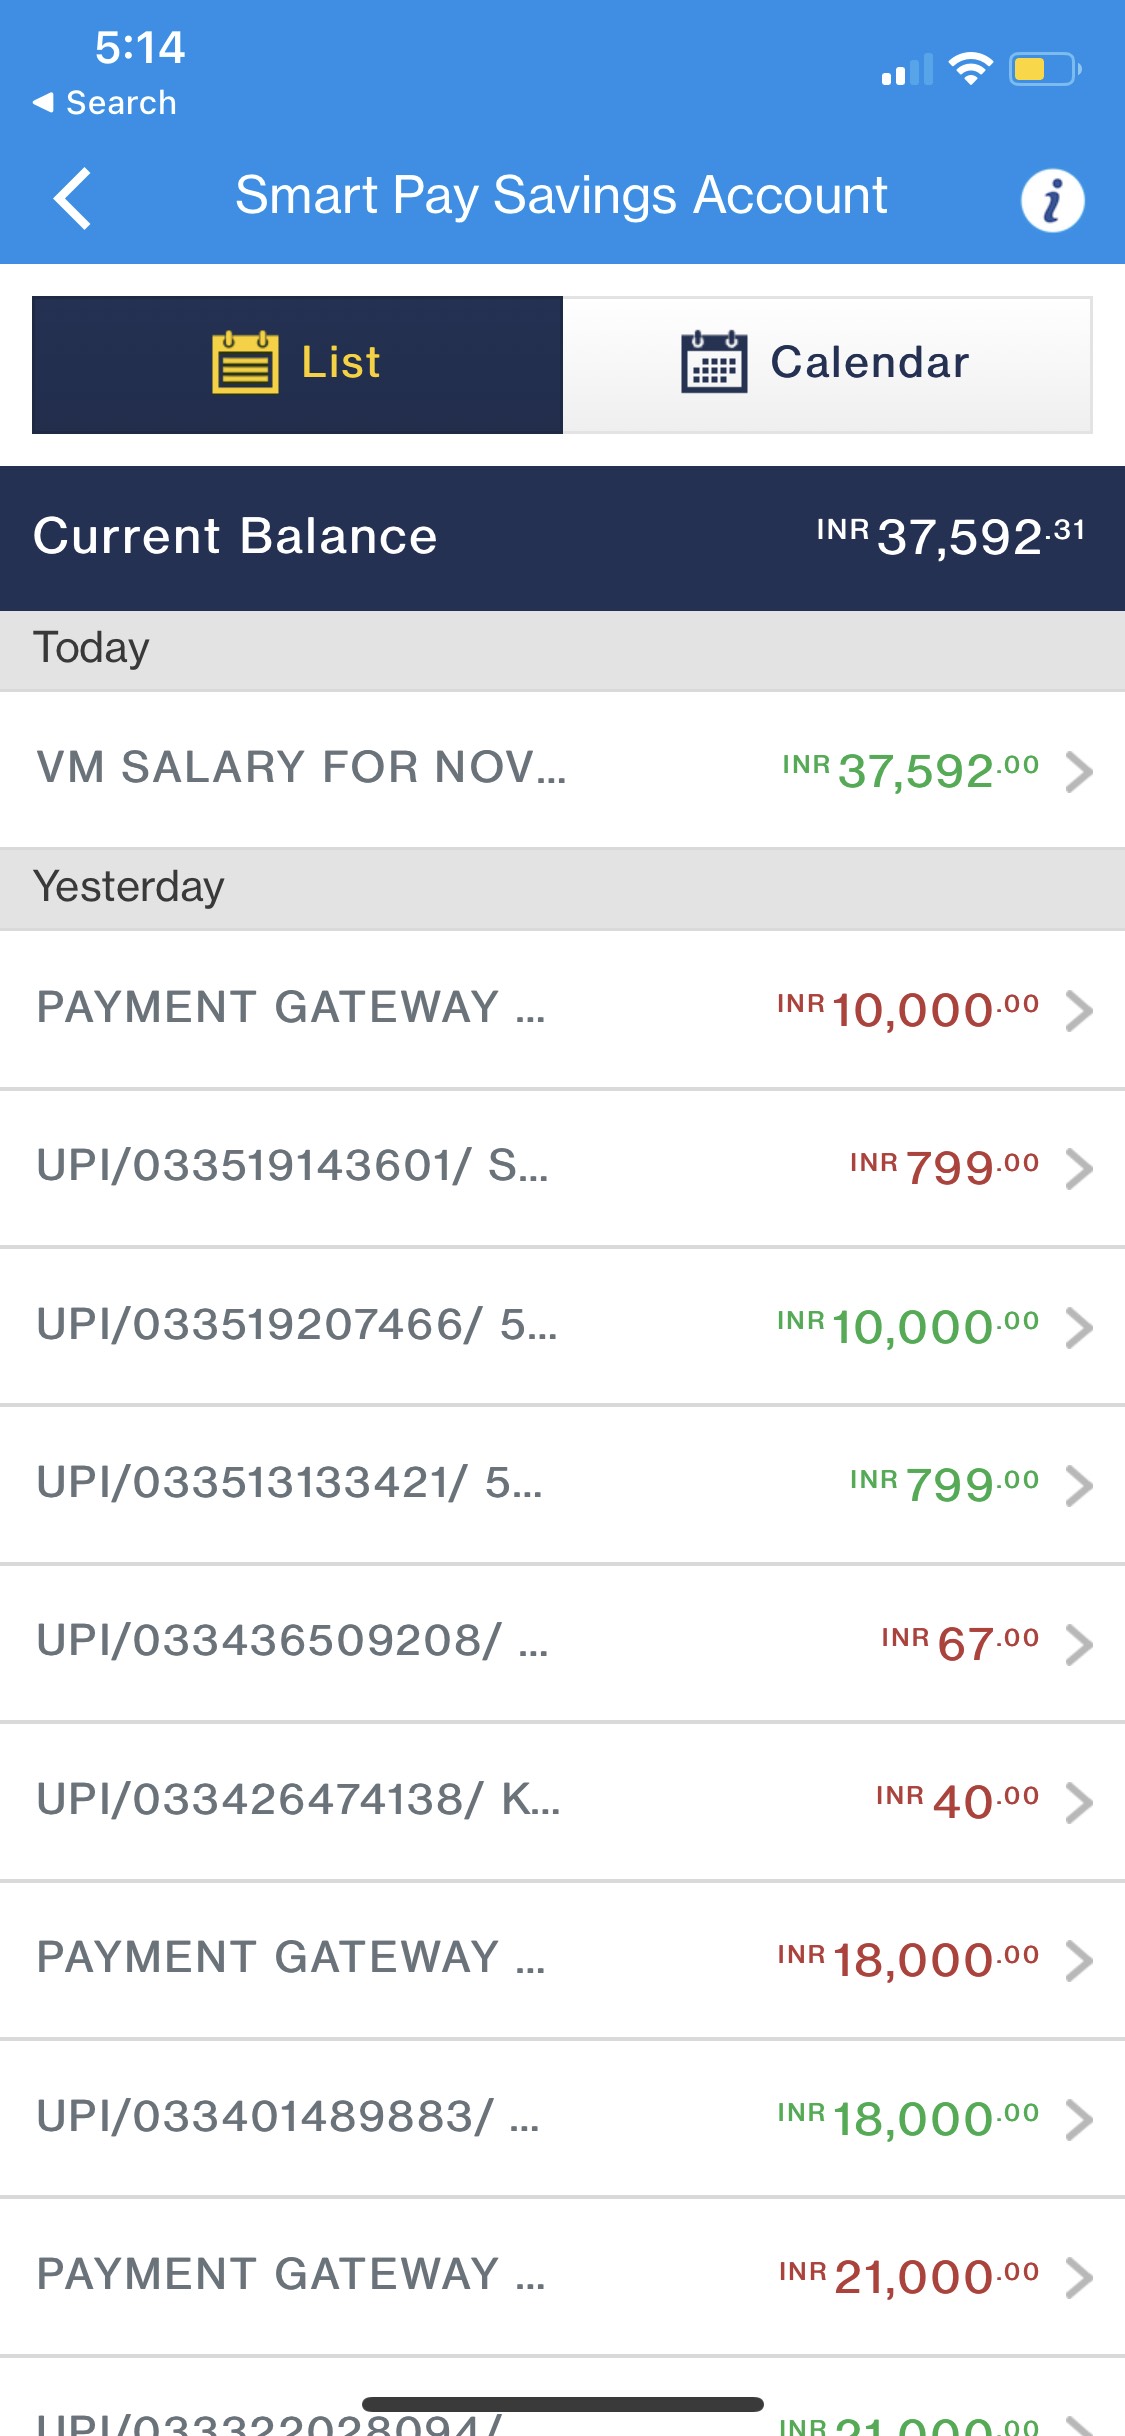 5:14
Search
Smart Pay Savings Account
List
Calendar
Current Balance INR 37,592.31
Today
VM SALARY FOR NOV... INR 37,592.00
Yesterday
PAYMENT GATEWAY ... INR 10,000.00
UPI/033519143601/ S... INR 799.00
UPI/033519207466/ 5... INR 10,000.00
UPI/033513133421/ 5... INR 799.00
UPI/033436509208/ ... INR 67.00
UPI/033426474138/ K... INR 40.00
PAYMENT GATEWAY ... INR 18,000.00
UPI/033401489883/ ... INR 18,000.00
PAYMENT GATEWAY ... INR 21,000.00
UPI/033322028094/ INR 21,000.00